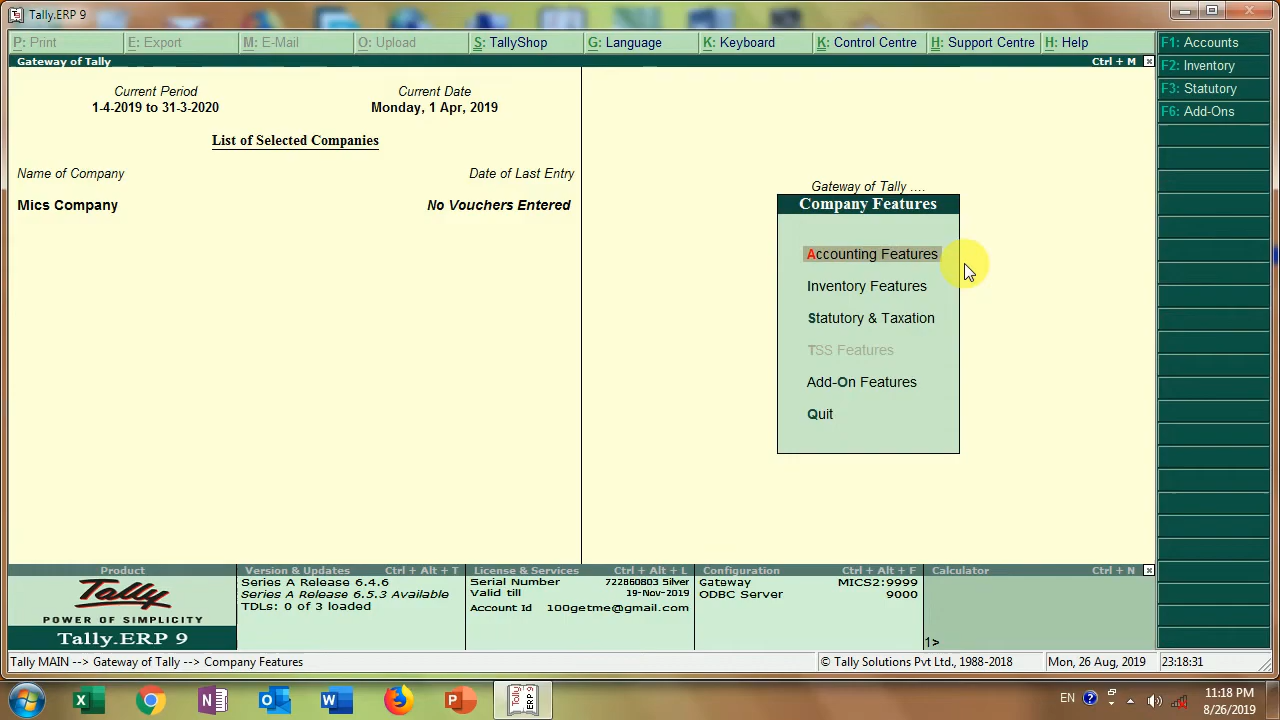 Tally.ERP 9
P: Print
E: Export
M: E-Mail
O: Upload
S: TallyShop
G: Language
K: Keyboard
K: Control Centre
H: Support Centre
H: Help
F1: Accounts
F2: Inventory
F3: Statutory
F6: Add-Ons
Gateway of Tally
Ctrl + M
Current Period
1-4-2019 to 31-3-2020
Current Date
Monday, 1 Apr, 2019
List of Selected Companies
Name of Company
Date of Last Entry
Mics Company
No Vouchers Entered
Gateway of Tally ....
Company Features
Accounting Features
Inventory Features
Statutory & Taxation
TSS Features
Add-On Features
Quit
Product
Tally
POWER OF SIMPLICITY
Tally.ERP 9
Version & Updates Ctrl + Alt + T
Series A Release 6.4.6
Series A Release 6.5.3 Available
TDLs: 0 of 3 loaded
License & Services Ctrl + Alt + L
Serial Number 722860803 Silver
Valid till 19-Nov-2019
Account Id 100getme@gmail.com
Configuration Ctrl + Alt + F
Gateway MICS2:9999
ODBC Server 9000
Calculator Ctrl + N
1>
Tally MAIN --> Gateway of Tally --> Company Features
© Tally Solutions Pvt Ltd., 1988-2018
Mon, 26 Aug, 2019
23:18:31
EN
11:18 PM
8/26/2019